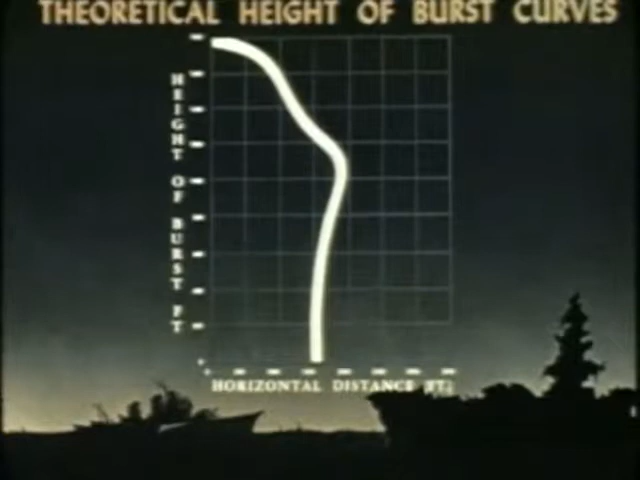 THEORETICAL HEIGHT OF BURST CURVES
HEIGHT OF BURST FT
HORIZONTAL DISTANCE (FT)